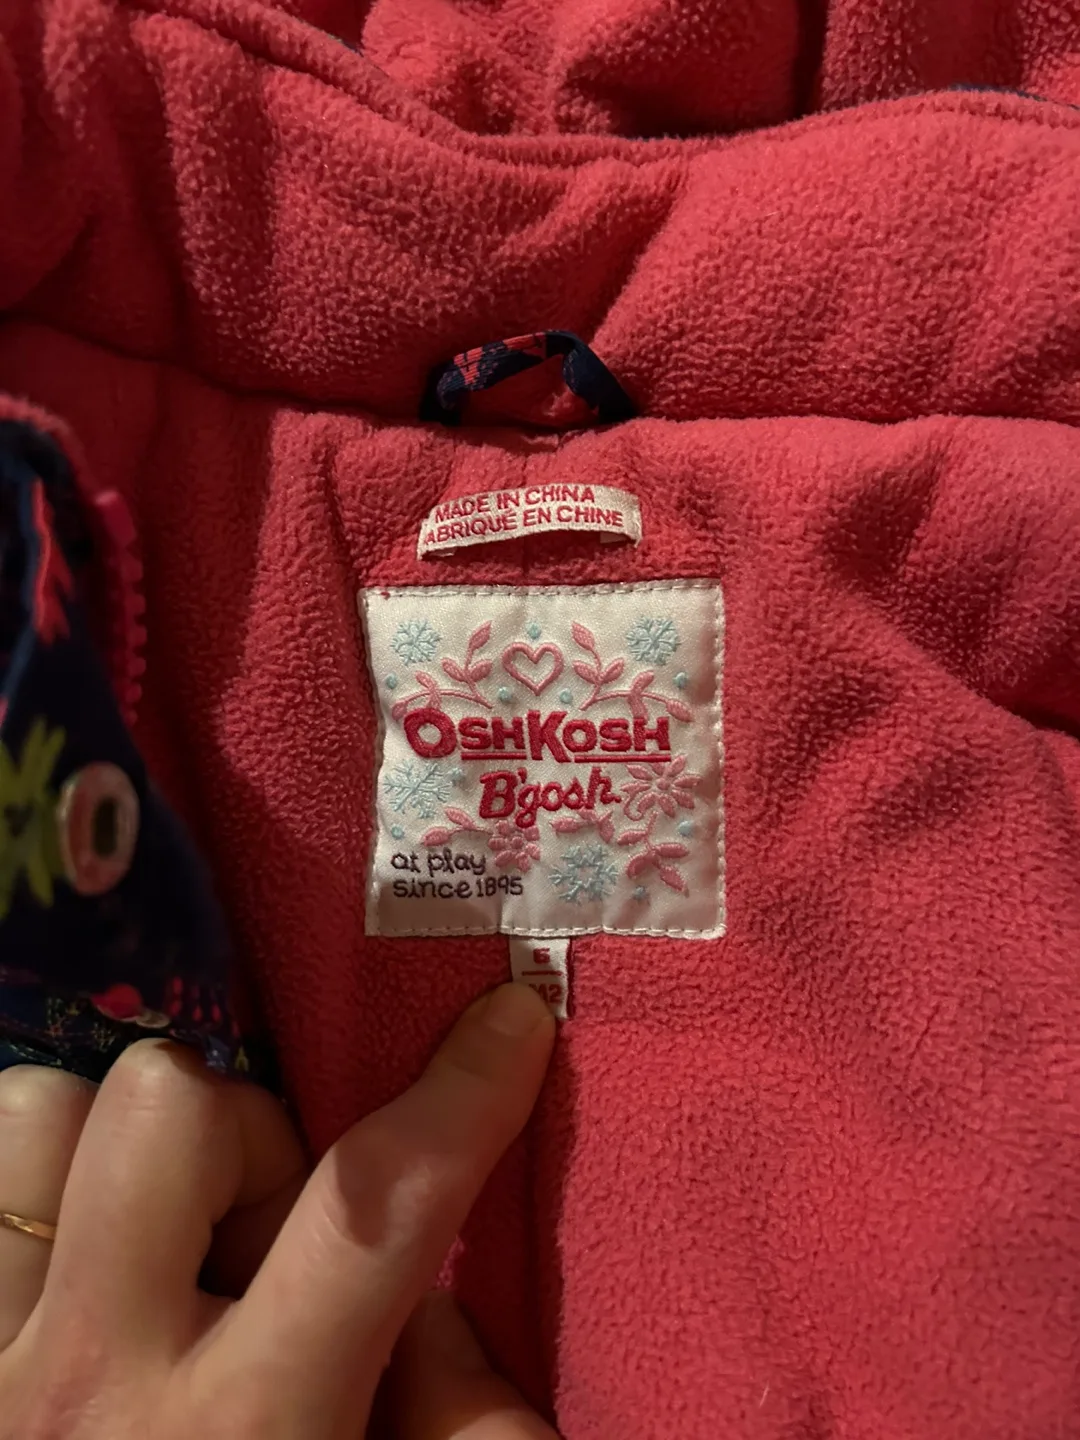 MADE IN CHINA
ABRIQUÉ EN CHINE
OSHKOSH
B'gosh
at play
since 1895
6